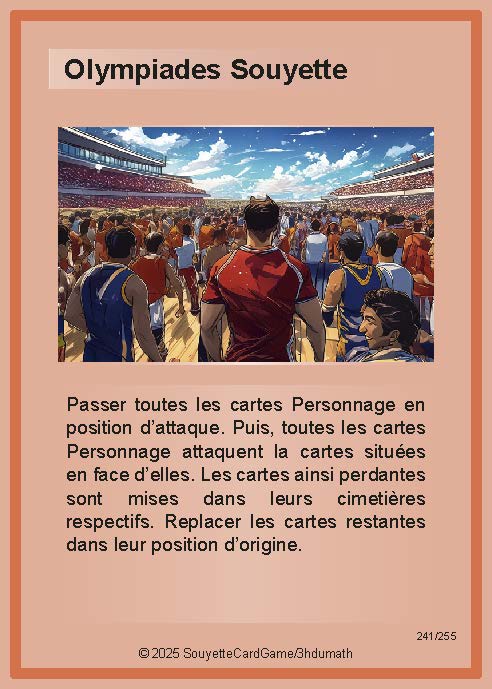 Olympiades Souyette
Passer toutes les cartes Personnage en
position d'attaque. Puis, toutes les cartes
Personnage attaquent la cartes situées
en face d'elles. Les cartes ainsi perdantes
sont mises dans leurs cimetières
respectifs. Replacer les cartes restantes
dans leur position d'origine.
241/255
© 2025 SouyetteCardGame/3hdumath